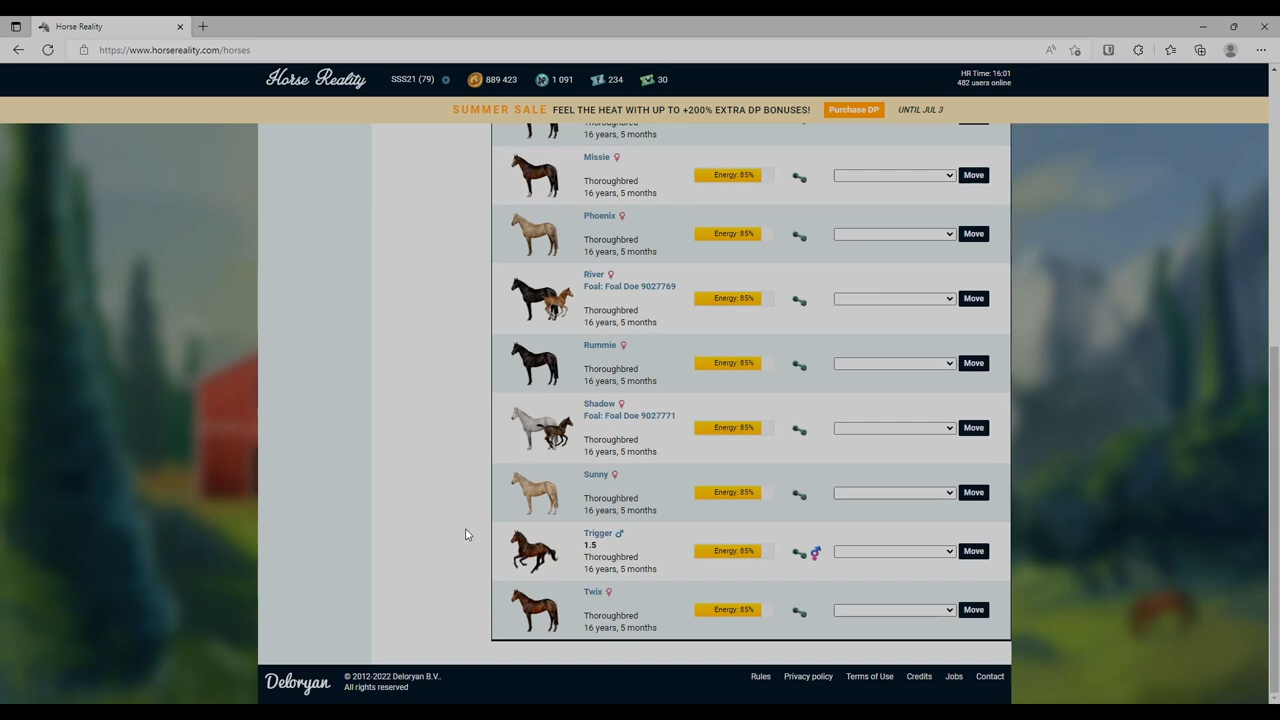 Horse Reality
https://www.horsereality.com/horses
Horse Reality
SSS21 (79)
889 423
1 091
234
30
HR Time: 16:01
482 users online
SUMMER SALE FEEL THE HEAT WITH UP TO +200% EXTRA DP BONUSES! Purchase DP UNTIL JUL 3
Thoroughbred
16 years, 5 months
Missie
Thoroughbred
16 years, 5 months
Energy: 85%
Move
Phoenix
Thoroughbred
16 years, 5 months
Energy: 85%
Move
River
Foal: Foal Doe 9027769
Thoroughbred
16 years, 5 months
Energy: 85%
Move
Rummie
Thoroughbred
16 years, 5 months
Energy: 85%
Move
Shadow
Foal: Foal Doe 9027771
Thoroughbred
16 years, 5 months
Energy: 85%
Move
Sunny
Thoroughbred
16 years, 5 months
Energy: 85%
Move
Trigger
1.5
Thoroughbred
16 years, 5 months
Energy: 85%
Move
Twix
Thoroughbred
16 years, 5 months
Energy: 85%
Move
Deloryan
© 2012-2022 Deloryan B.V..
All rights reserved
Rules
Privacy policy
Terms of Use
Credits
Jobs
Contact